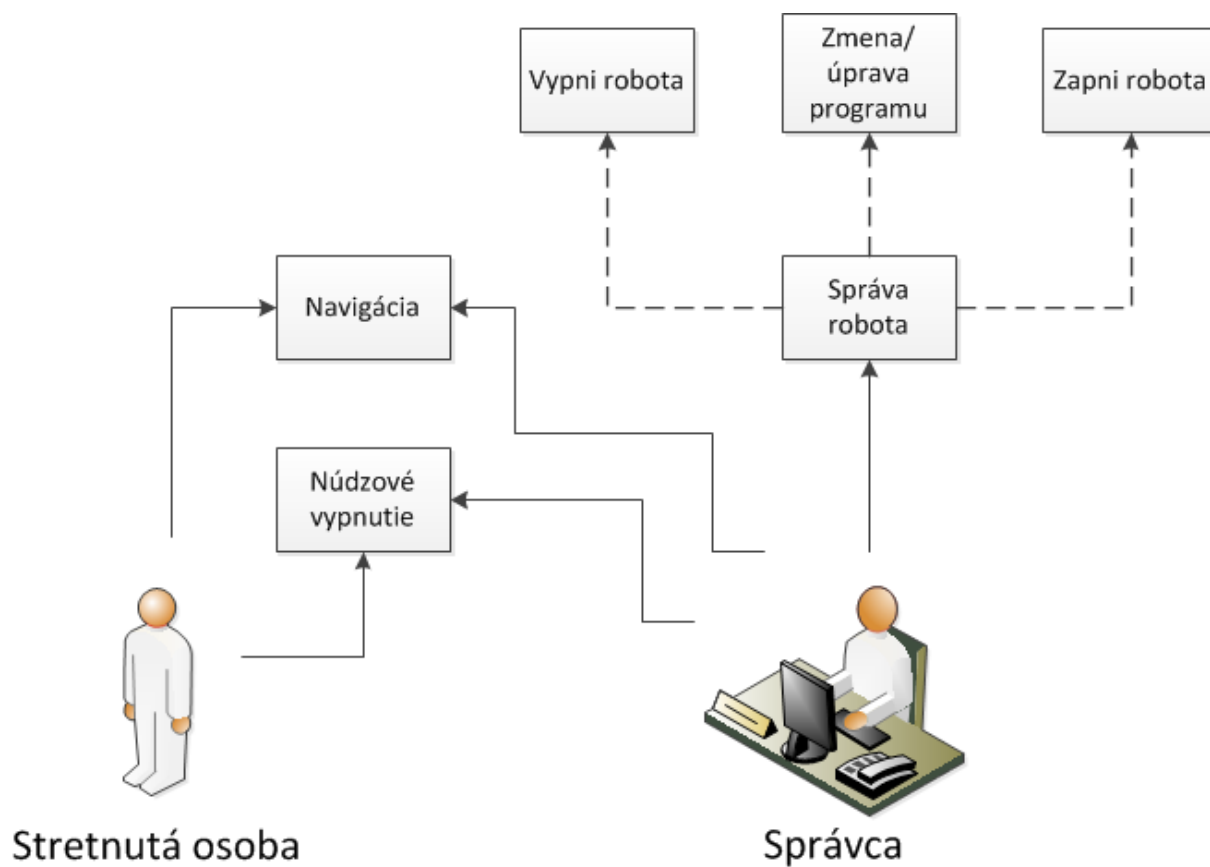 Vypni robota
Zmena/
úprava
programu
Zapni robota
Navigácia
Správa
robota
Núdzové
vypnutie
Stretnutá osoba
Správca